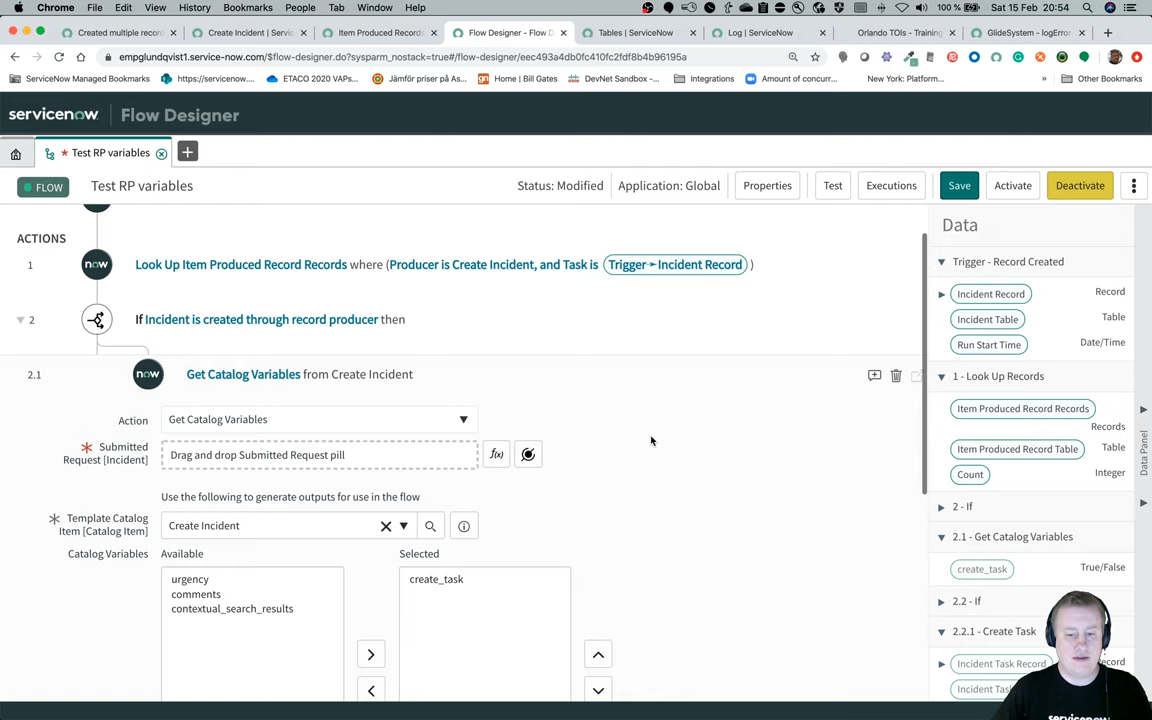 Chrome File Edit View History Bookmarks People Tab Window Help 100 % Sat 15 Feb 20:54
Created multiple record
Create Incident | Servic
Item Produced Records
Flow Designer - Flow D
Tables | ServiceNow
Log | ServiceNow
Orlando TOIs - Training
GlideSystem - logError
empglundqvist1.service-now.com/$flow-designer.do?sysparm_nostack=true#/flow-designer/eec493a4db0fc410fc2fdf8b4b96195a
ServiceNow Managed Bookmarks
https://servicenow.
ETACO 2020 VAPs...
Jämför priser på As...
Home | Bill Gates
DevNet Sandbox -...
Integrations
Amount of concurr...
New York: Platform...
» Other Bookmarks
servicenow Flow Designer
* Test RP variables
FLOW Test RP variables Status: Modified Application: Global Properties Test Executions Save Activate Deactivate
ACTIONS
1 now Look Up Item Produced Record Records where (Producer is Create Incident, and Task is Trigger➛Incident Record )
2 If Incident is created through record producer then
2.1 now Get Catalog Variables from Create Incident
Action Get Catalog Variables
Submitted Request [Incident] Drag and drop Submitted Request pill f(x)
Use the following to generate outputs for use in the flow
Template Catalog Item [Catalog Item] Create Incident
Catalog Variables Available Selected
urgency
comments
contextual_search_results
create_task
Data
Trigger - Record Created
Incident Record Record
Incident Table Table
Run Start Time Date/Time
1 - Look Up Records
Item Produced Record Records Records
Item Produced Record Table Table
Count Integer
2 - If
2.1 - Get Catalog Variables
create_task True/False
2.2 - If
2.2.1 - Create Task
Incident Task Record
Incident Tas
Data Panel
servicenow